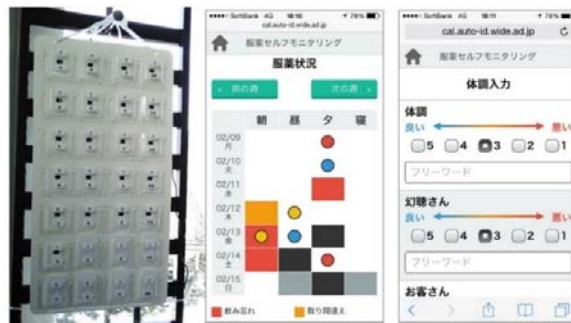 SoftBank 4G 18:10 78%
cal.auto-id.wide.ad.jp
服薬セルフモニタリング
服薬状況
< 前の週
次の週 >
朝 昼 夕 寝
02/09
月
02/10
火
02/11
水
02/12
木
02/13
金
02/14
土
02/15
日
飲み忘れ
取り間違え
SoftBank 4G 18:11 78%
cal.auto-id.wide.ad.jp
服薬セルフモニタリング
体調入力
体調
良い 悪い
5 4 3 2 1
フリーワード
幻聴さん
良い 悪い
5 4 3 2 1
フリーワード
お客さん